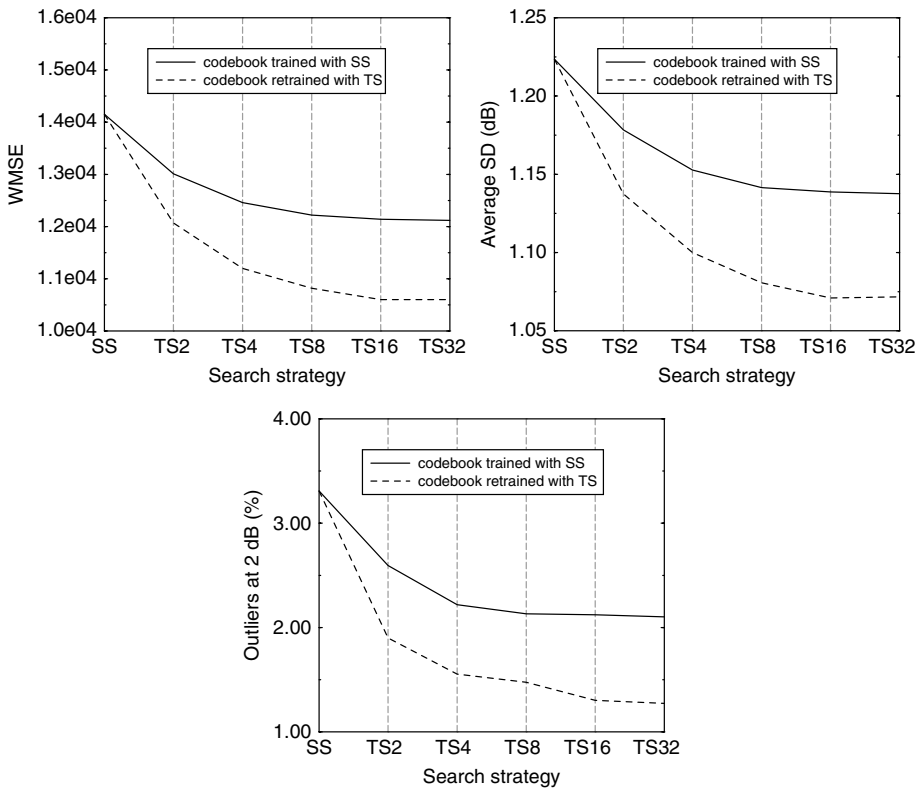 WMSE
1.6e04
1.5e04
1.4e04
1.3e04
1.2e04
1.1e04
1.0e04
codebook trained with SS
codebook retrained with TS
SS TS2 TS4 TS8 TS16 TS32
Search strategy
Average SD (dB)
1.25
1.20
1.15
1.10
1.05
codebook trained with SS
codebook retrained with TS
SS TS2 TS4 TS8 TS16 TS32
Search strategy
Outliers at 2 dB (%)
4.00
3.00
2.00
1.00
codebook trained with SS
codebook retrained with TS
SS TS2 TS4 TS8 TS16 TS32
Search strategy